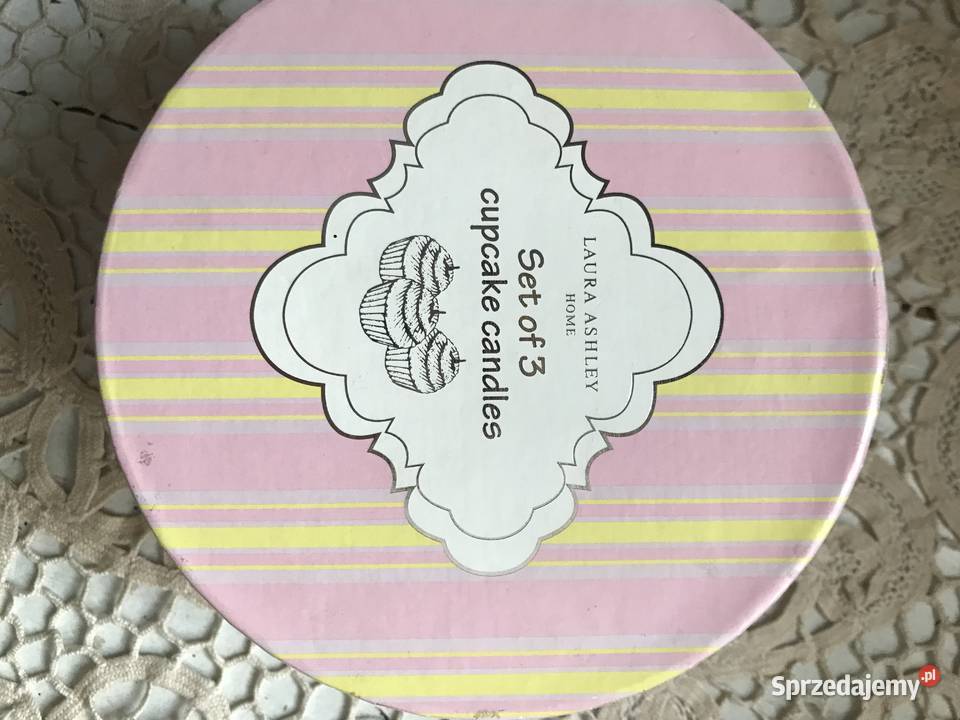 LAURA ASHLEY
HOME
Set of 3
cupcake candles
Sprzedajemy.pl